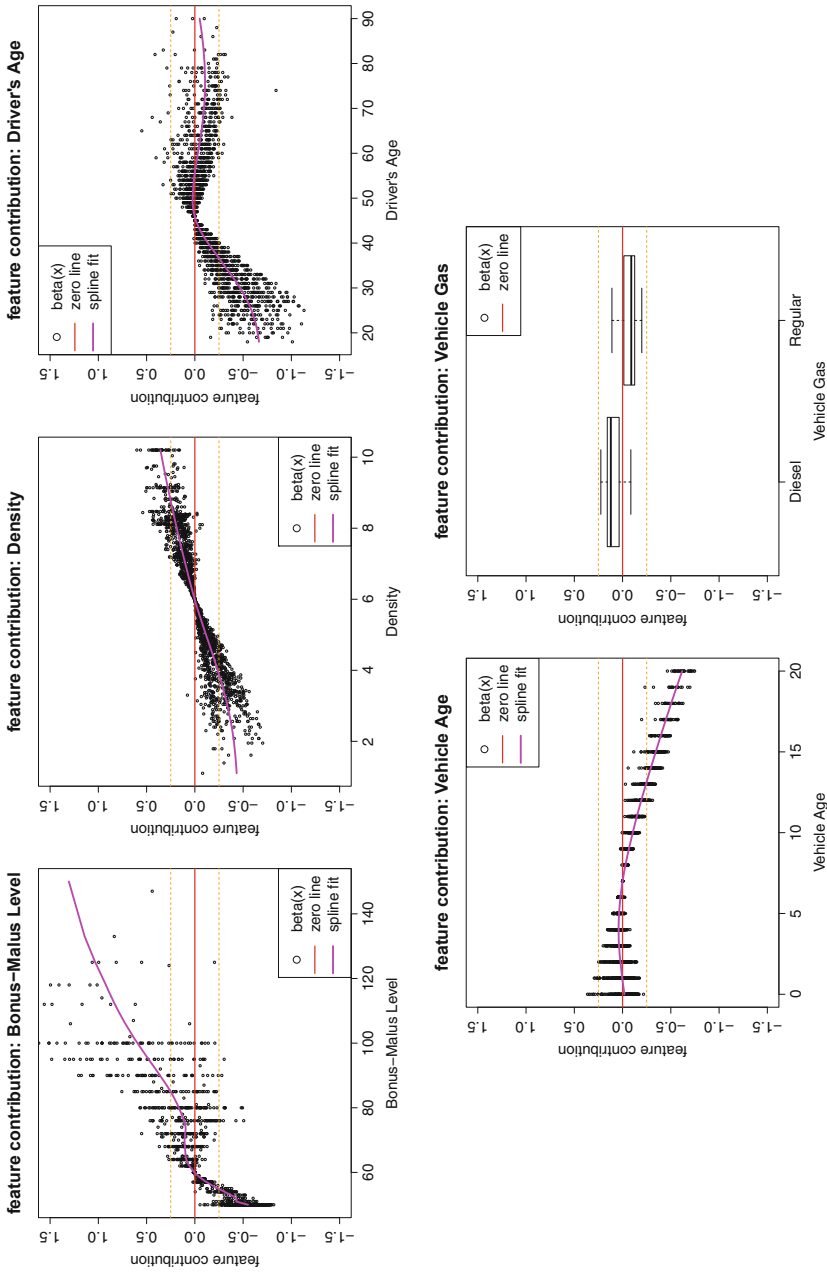 feature contribution: Bonus−Malus Level
feature contribution
1.5
1.0
0.5
0.0
−0.5
−1.0
−1.5
60
80
100
120
140
Bonus−Malus Level
beta(x)
zero line
spline fit
feature contribution: Density
feature contribution
1.5
1.0
0.5
0.0
−0.5
−1.0
−1.5
2
4
6
8
10
Density
beta(x)
zero line
spline fit
feature contribution: Driver's Age
feature contribution
1.5
1.0
0.5
0.0
−0.5
−1.0
−1.5
20
30
40
50
60
70
80
90
Driver's Age
beta(x)
zero line
spline fit
feature contribution: Vehicle Age
feature contribution
1.5
1.0
0.5
0.0
−0.5
−1.0
−1.5
0
5
10
15
20
Vehicle Age
beta(x)
zero line
spline fit
feature contribution: Vehicle Gas
feature contribution
1.5
1.0
0.5
0.0
−0.5
−1.0
−1.5
Diesel
Regular
Vehicle Gas
beta(x)
zero line